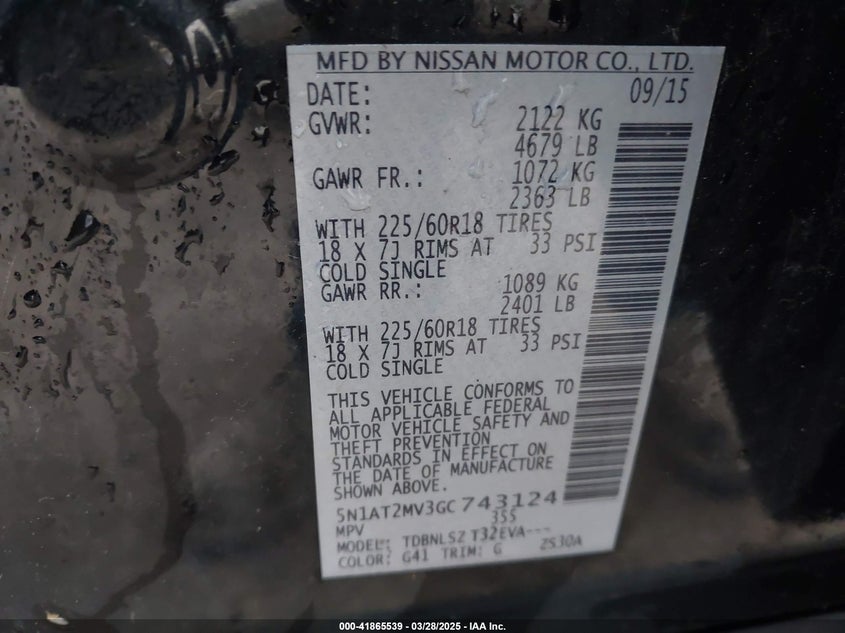 MFD BY NISSAN MOTOR CO., LTD.
DATE: 09/15
GVWR: 2122 KG
4679 LB
GAWR FR.: 1072 KG
2363 LB
WITH 225/60R18 TIRES
18 X 7J RIMS AT 33 PSI
COLD SINGLE
GAWR RR.: 1089 KG
2401 LB
WITH 225/60R18 TIRES
18 X 7J RIMS AT 33 PSI
COLD SINGLE
THIS VEHICLE CONFORMS TO
ALL APPLICABLE FEDERAL
MOTOR VEHICLE SAFETY AND
THEFT PREVENTION
STANDARDS IN EFFECT ON
THE DATE OF MANUFACTURE
SHOWN ABOVE.
5N1AT2MV3GC743124
MPV 3S5
MODEL: TDBNLSZ T32EVA---
COLOR: G41 TRIM: G ZS30A
000-41865539 - 03/28/2025 - IAA Inc.